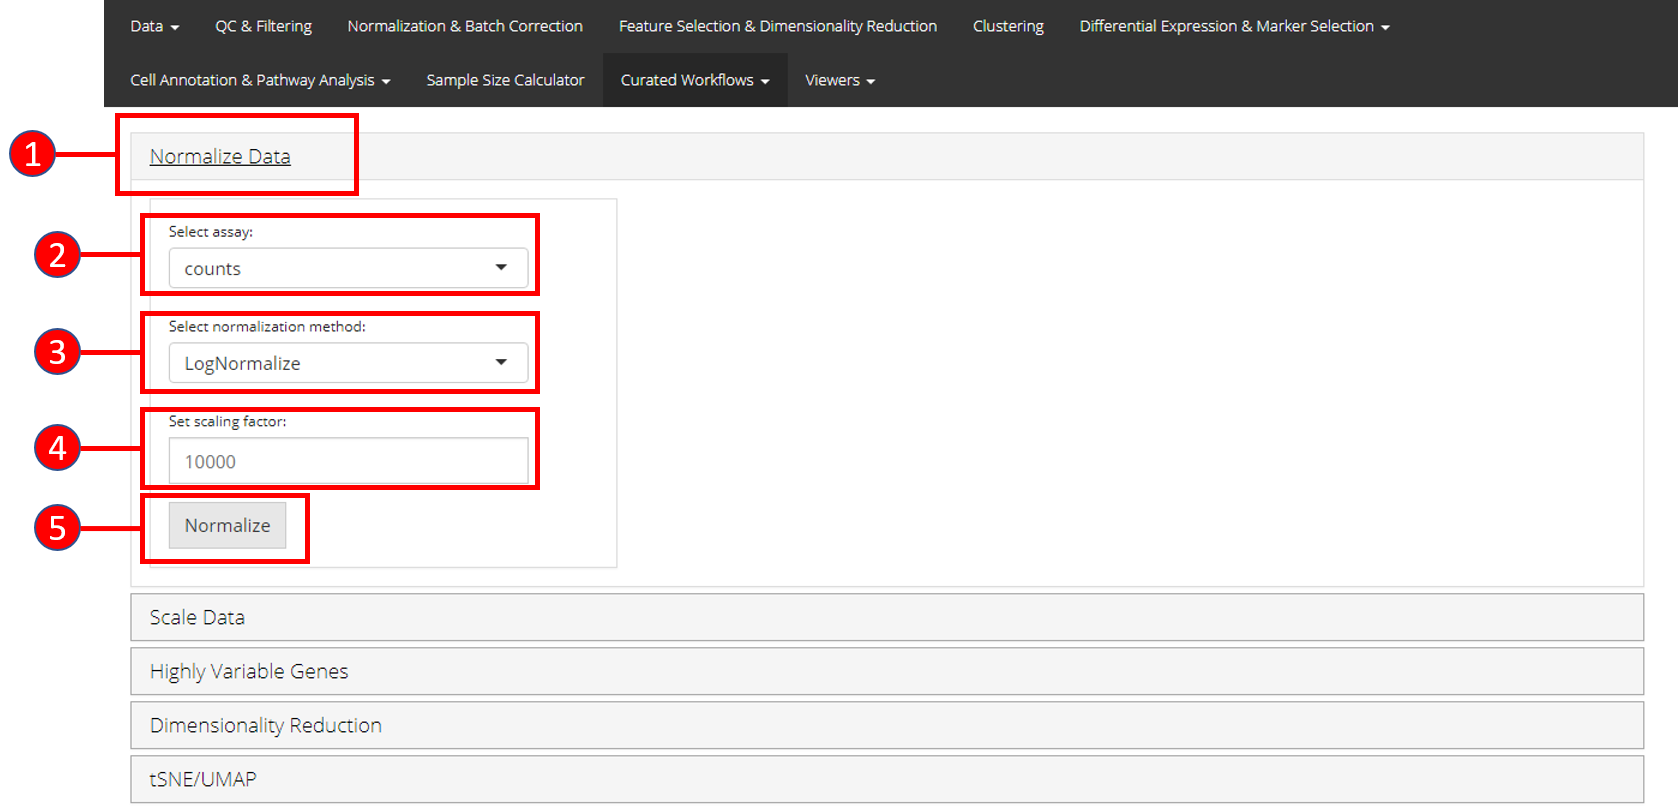 Data QC & Filtering Normalization & Batch Correction Feature Selection & Dimensionality Reduction Clustering Differential Expression & Marker Selection
Cell Annotation & Pathway Analysis Sample Size Calculator Curated Workflows Viewers
1 Normalize Data
Select assay:
2 counts
Select normalization method:
3 LogNormalize
Set scaling factor:
4 10000
5 Normalize
Scale Data
Highly Variable Genes
Dimensionality Reduction
tSNE/UMAP